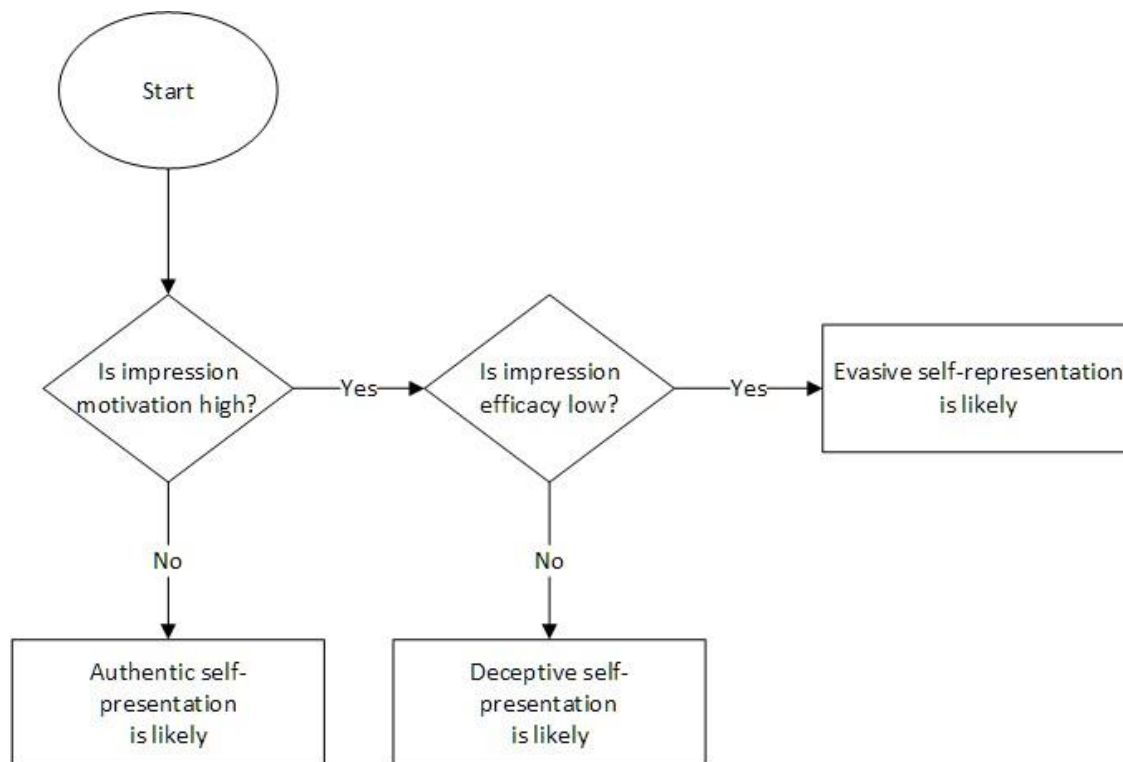 Start
Is impression
motivation high?
Yes
Is impression
efficacy low?
Yes
Evasive self-representation
is likely
No
No
Authentic self-
presentation
is likely
Deceptive self-
presentation
is likely